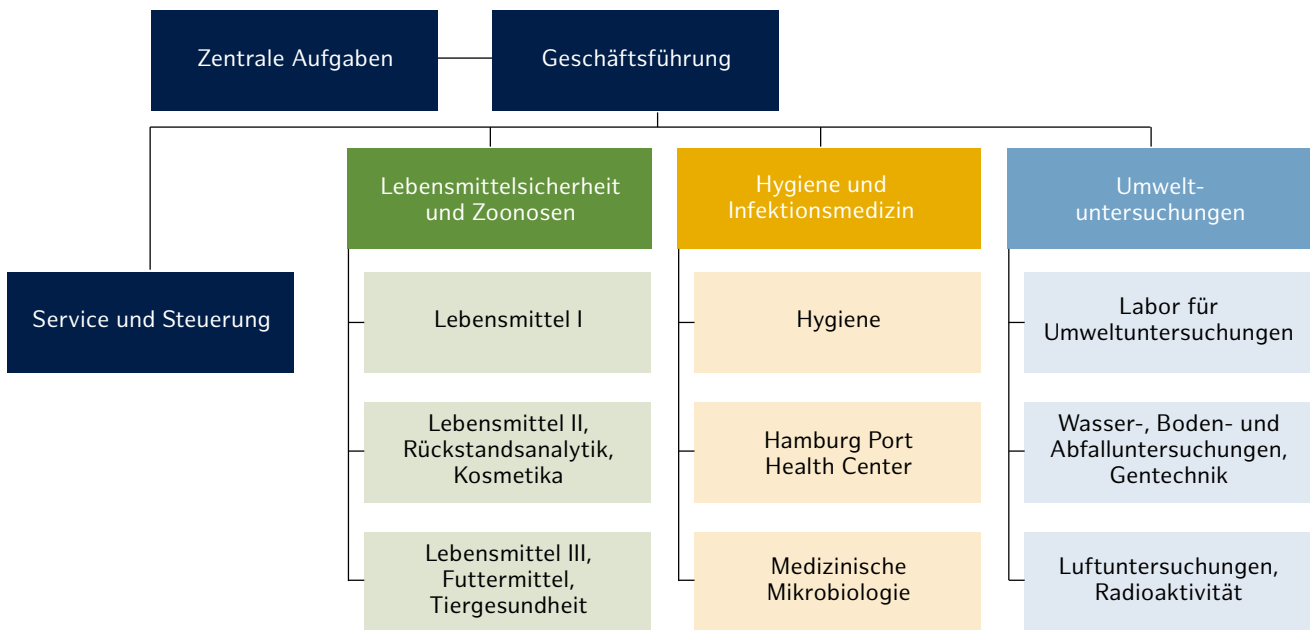 Zentrale Aufgaben
Geschäftsführung
Service und Steuerung
Lebensmittelsicherheit
und Zoonosen
Lebensmittel I
Lebensmittel II,
Rückstandsanalytik,
Kosmetika
Lebensmittel III,
Futtermittel,
Tiergesundheit
Hygiene und
Infektionsmedizin
Hygiene
Hamburg Port
Health Center
Medizinische
Mikrobiologie
Umwelt-
untersuchungen
Labor für
Umweltuntersuchungen
Wasser-, Boden- und
Abfalluntersuchungen,
Gentechnik
Luftuntersuchungen,
Radioaktivität